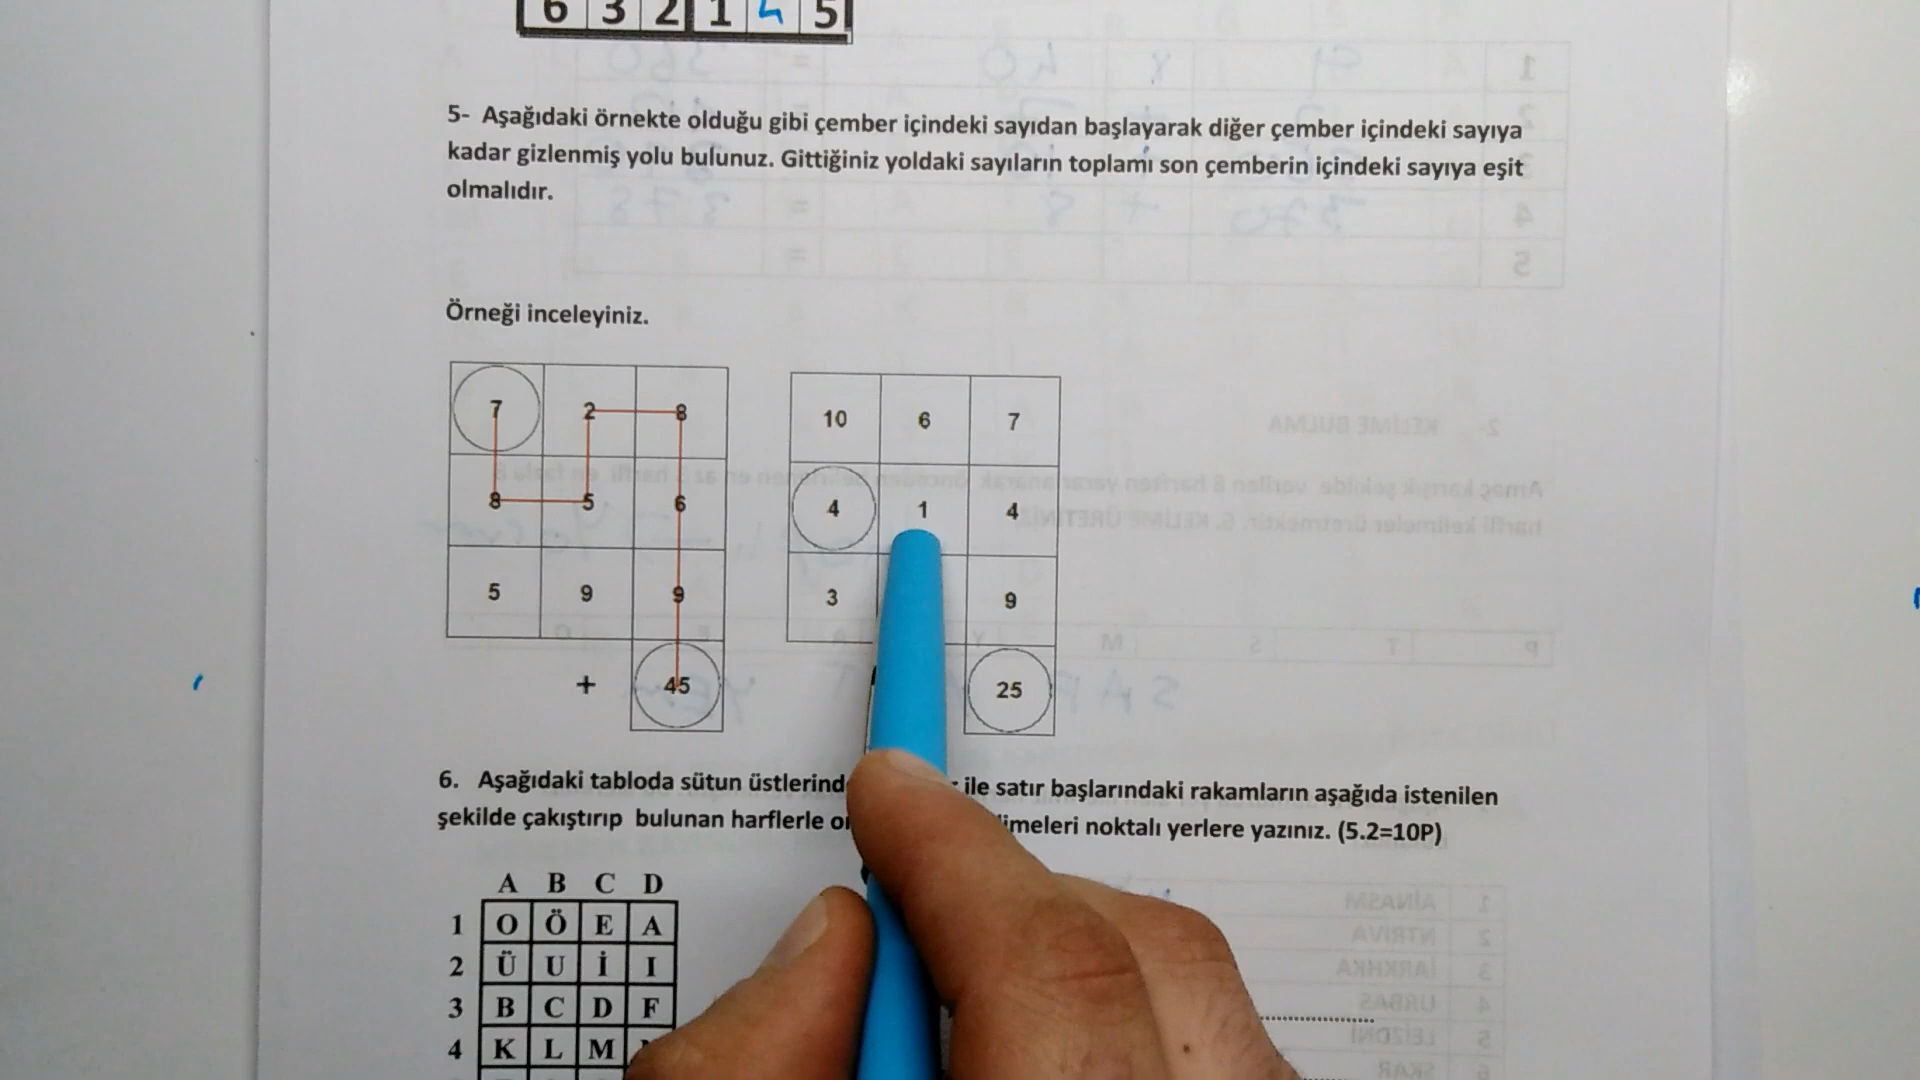 6 3 2 1 4 5
5- Aşağıdaki örnekte olduğu gibi çember içindeki sayıdan başlayarak diğer çember içindeki sayıya
kadar gizlenmiş yolu bulunuz. Gittiğiniz yoldaki sayıların toplamı son çemberin içindeki sayıya eşit
olmalıdır.
Örneği inceleyiniz.
7 2 8
8 5 6
5 9 9
+ 45
10 6 7
4 1 4
3 9
25
6. Aşağıdaki tabloda sütun üstlerind ile satır başlarındaki rakamların aşağıda istenilen
şekilde çakıştırıp bulunan harflerle imeleri noktalı yerlere yazınız. (5.2=10P)
A B C D
1 O Ö E A
2 Ü U İ I
3 B C D F
4 K L M